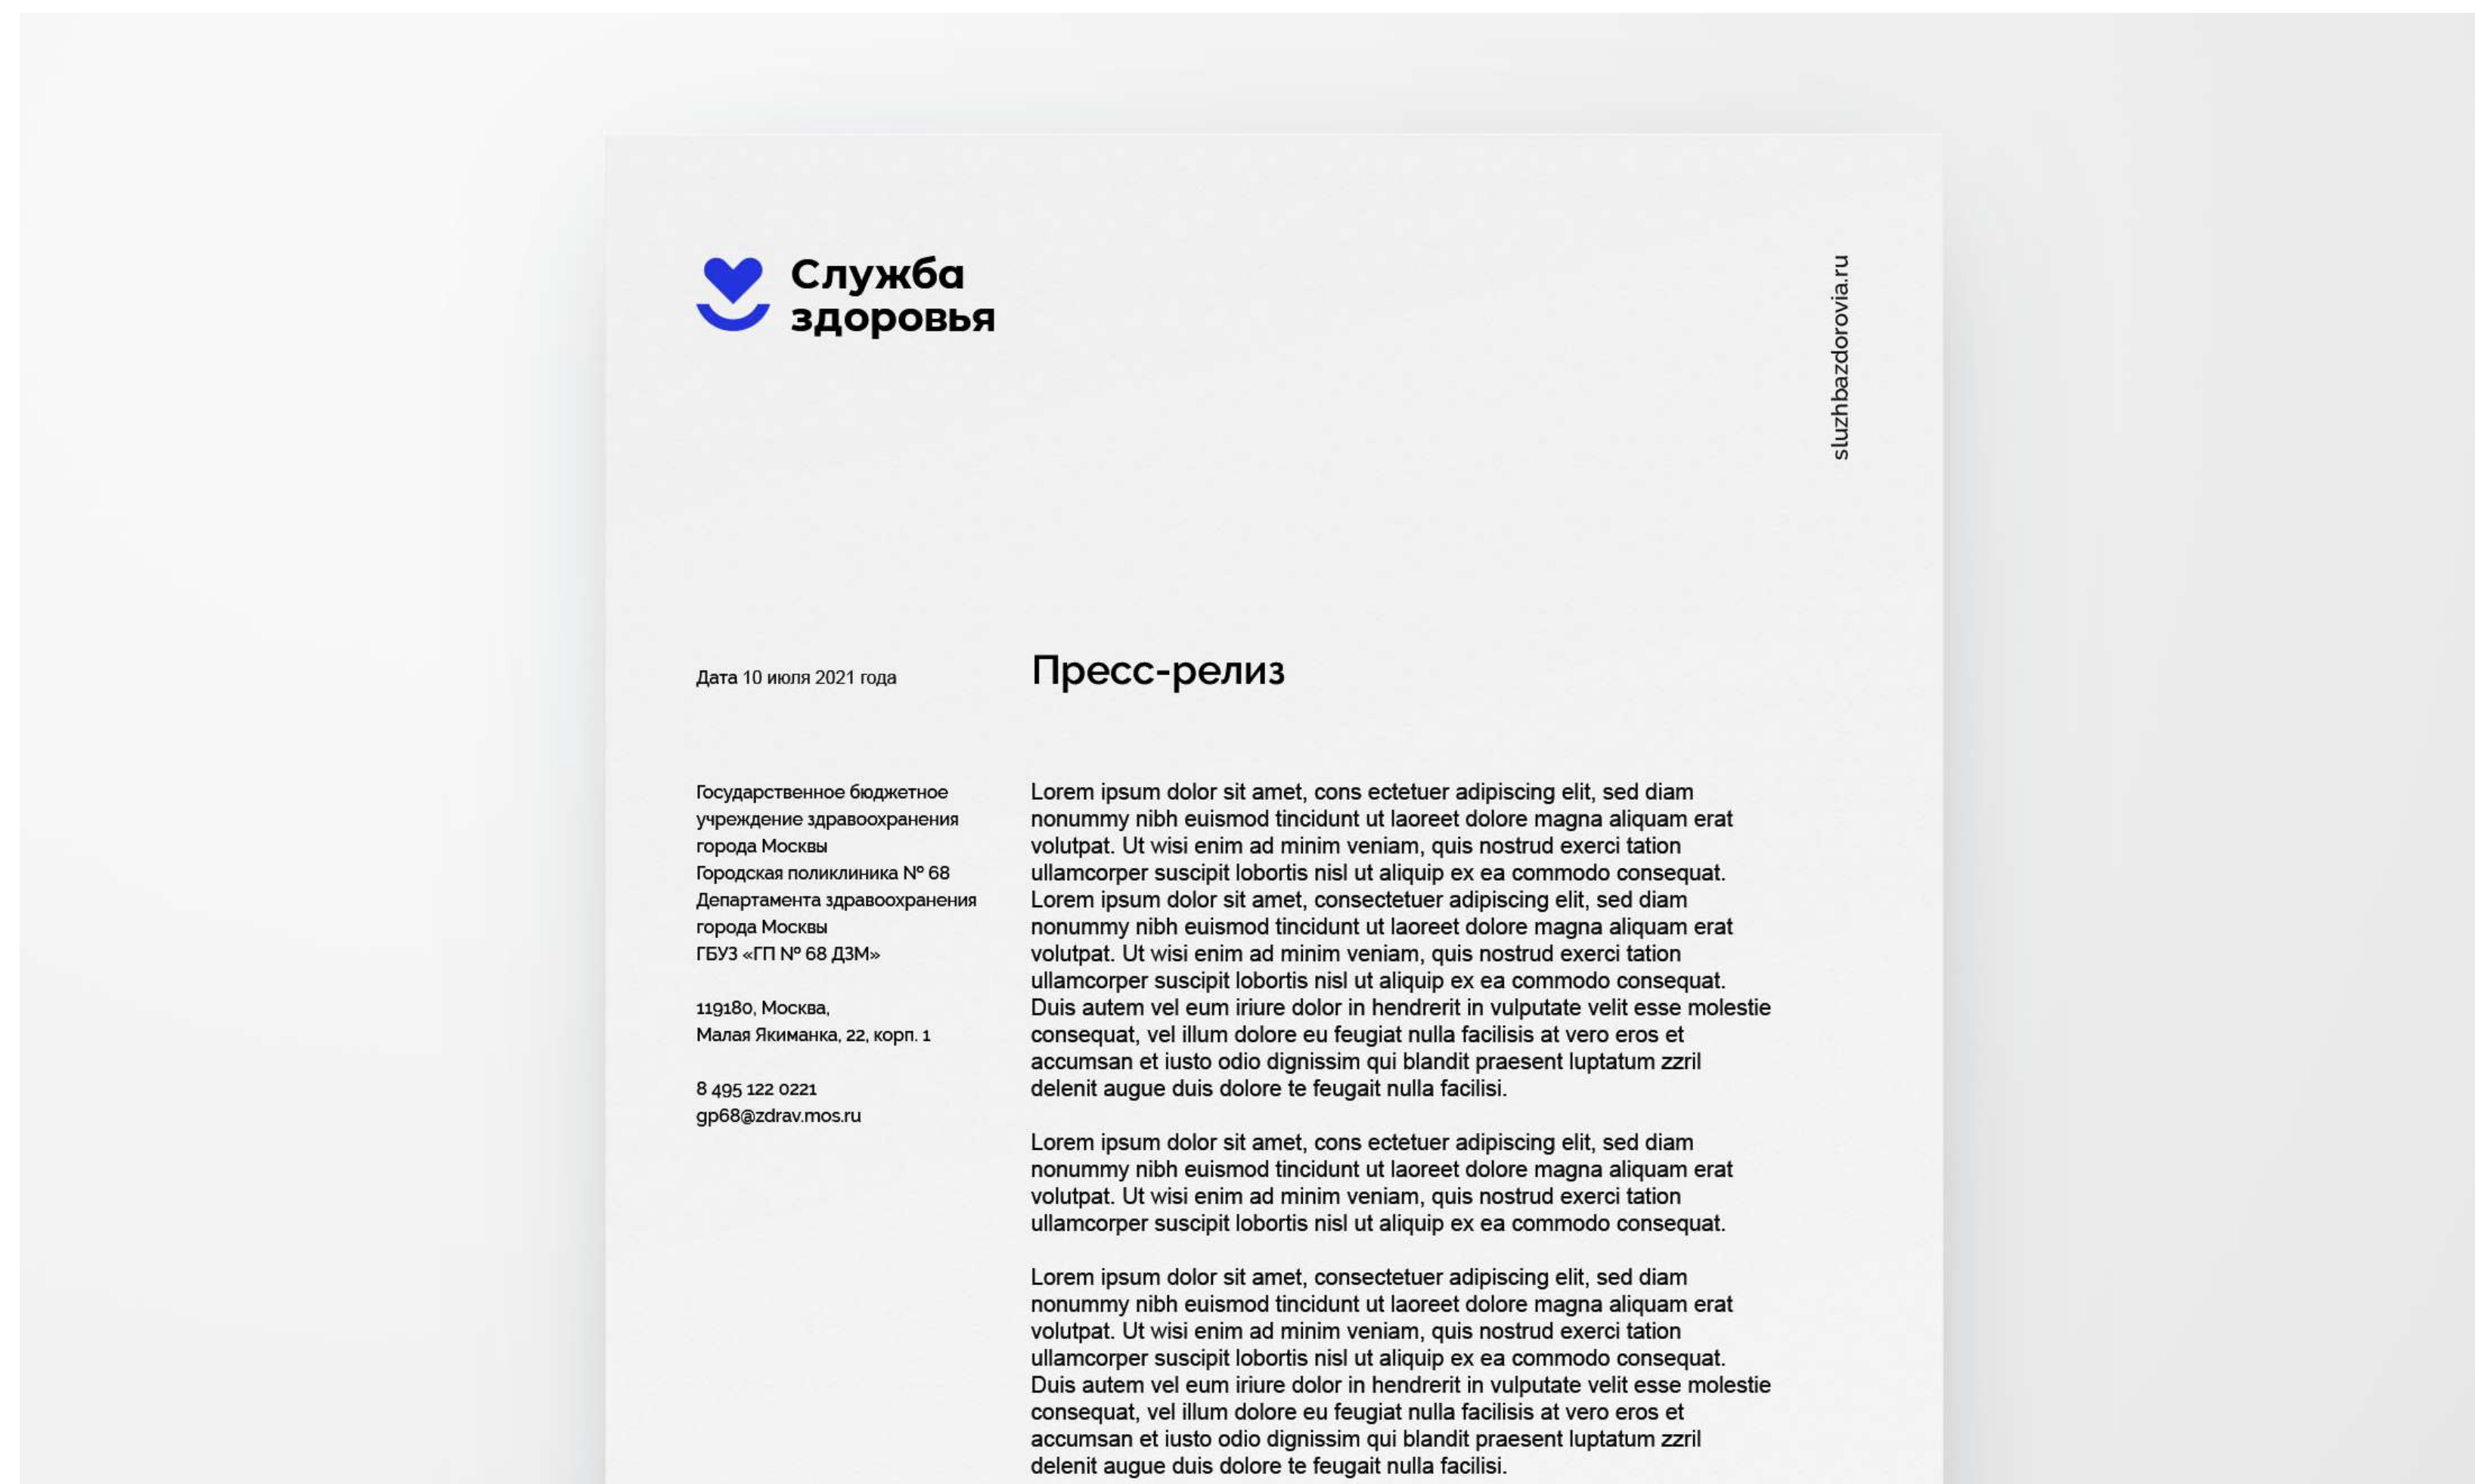 Служба
здоровья
sluzhbazdorovia.ru
Дата 10 июля 2021 года
Пресс-релиз
Государственное бюджетное
учреждение здравоохранения
города Москвы
Городская поликлиника № 68
Департамента здравоохранения
города Москвы
ГБУЗ «ГП № 68 ДЗМ»
119180, Москва,
Малая Якиманка, 22, корп. 1
8 495 122 0221
gp68@zdrav.mos.ru
Lorem ipsum dolor sit amet, cons ectetuer adipiscing elit, sed diam
nonummy nibh euismod tincidunt ut laoreet dolore magna aliquam erat
volutpat. Ut wisi enim ad minim veniam, quis nostrud exerci tation
ullamcorper suscipit lobortis nisl ut aliquip ex ea commodo consequat.
Lorem ipsum dolor sit amet, consectetuer adipiscing elit, sed diam
nonummy nibh euismod tincidunt ut laoreet dolore magna aliquam erat
volutpat. Ut wisi enim ad minim veniam, quis nostrud exerci tation
ullamcorper suscipit lobortis nisl ut aliquip ex ea commodo consequat.
Duis autem vel eum iriure dolor in hendrerit in vulputate velit esse molestie
consequat, vel illum dolore eu feugiat nulla facilisis at vero eros et
accumsan et iusto odio dignissim qui blandit praesent luptatum zzril
delenit augue duis dolore te feugait nulla facilisi.
Lorem ipsum dolor sit amet, cons ectetuer adipiscing elit, sed diam
nonummy nibh euismod tincidunt ut laoreet dolore magna aliquam erat
volutpat. Ut wisi enim ad minim veniam, quis nostrud exerci tation
ullamcorper suscipit lobortis nisl ut aliquip ex ea commodo consequat.
Lorem ipsum dolor sit amet, consectetuer adipiscing elit, sed diam
nonummy nibh euismod tincidunt ut laoreet dolore magna aliquam erat
volutpat. Ut wisi enim ad minim veniam, quis nostrud exerci tation
ullamcorper suscipit lobortis nisl ut aliquip ex ea commodo consequat.
Duis autem vel eum iriure dolor in hendrerit in vulputate velit esse molestie
consequat, vel illum dolore eu feugiat nulla facilisis at vero eros et
accumsan et iusto odio dignissim qui blandit praesent luptatum zzril
delenit augue duis dolore te feugait nulla facilisi.